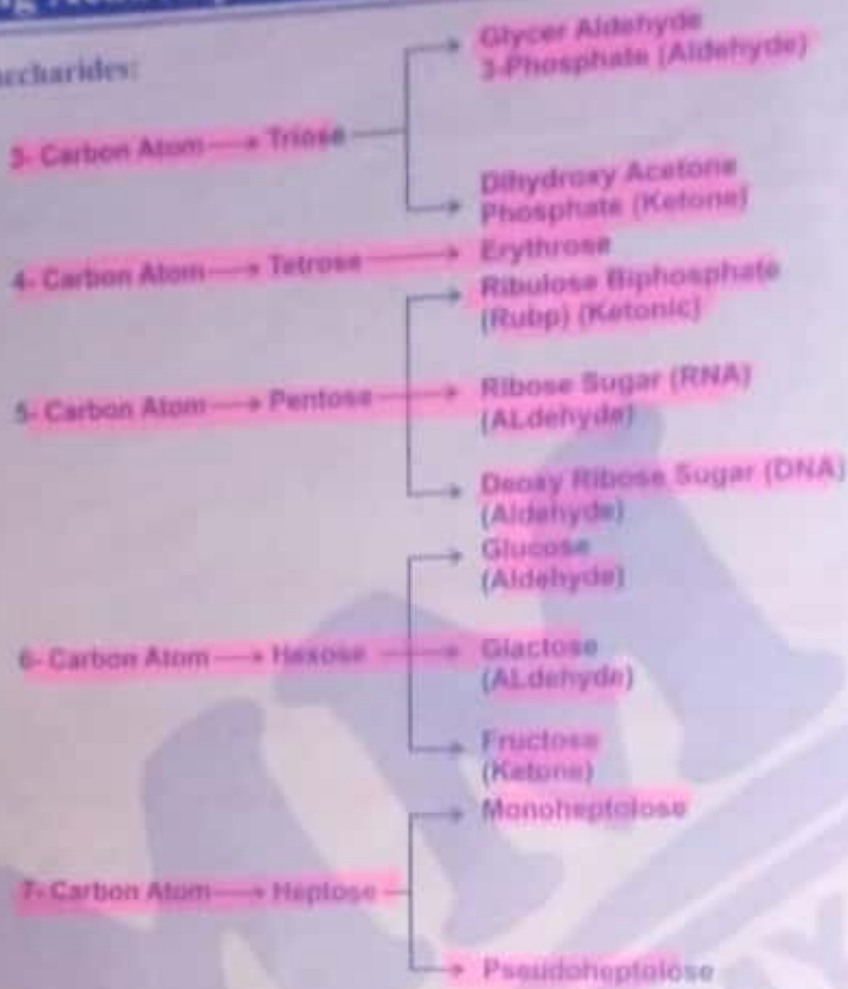 ccharides:
Glycer Aldehyde
3-Phosphate (Aldehyde)
3- Carbon Atom → Triose
Dihydroxy Acetone
Phosphate (Ketone)
4- Carbon Atom → Tetrose → Erythrose
Ribulose Biphosphate
(Rubp) (Ketonic)
5- Carbon Atom → Pentose → Ribose Sugar (RNA)
(ALdehyde)
Deoxy Ribose Sugar (DNA)
(Aldehyde)
Glucose
(Aldehyde)
6- Carbon Atom → Hexose → Glactose
(ALdehyde)
Fructose
(Ketone)
Monoheptolose
7- Carbon Atom → Heptose
Pseudoheptolose